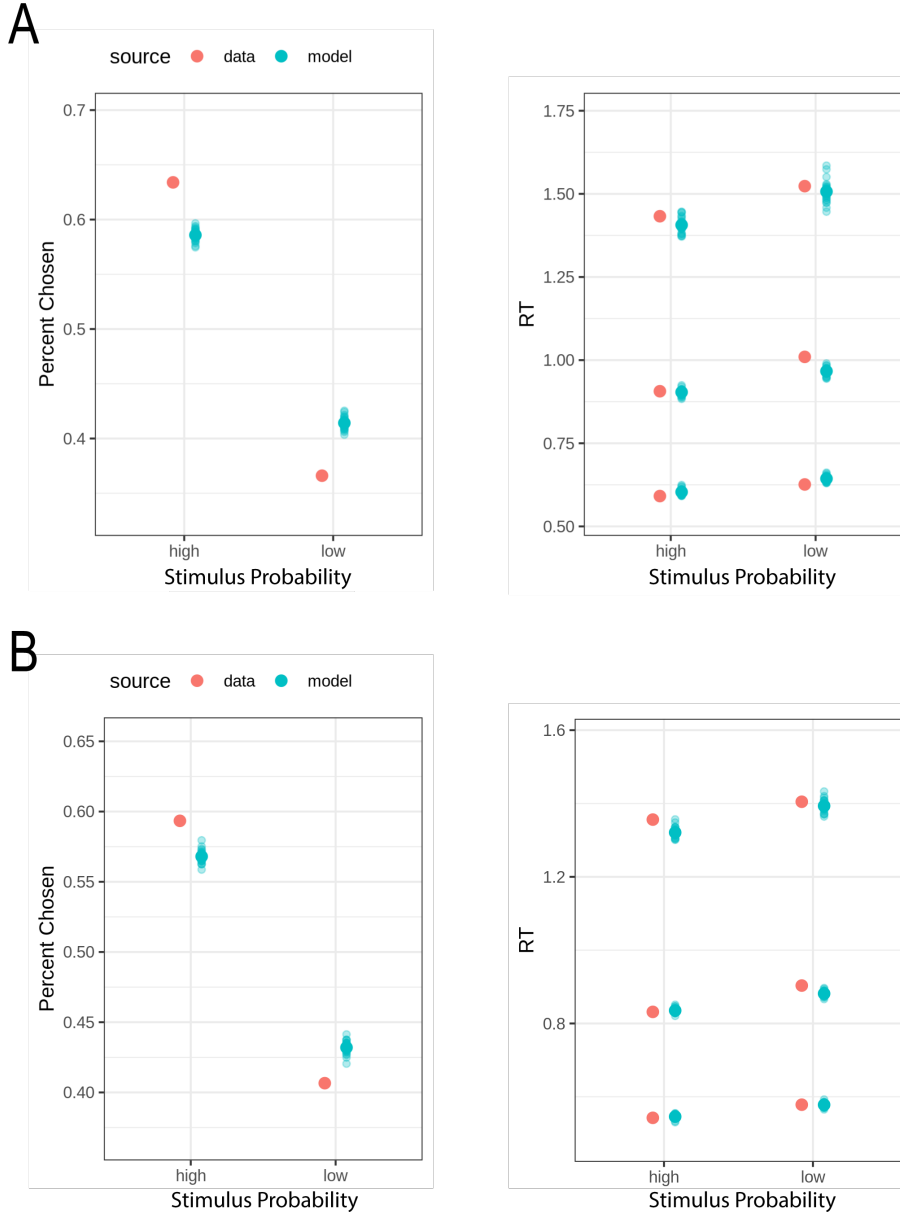 A
source data model
0.7
0.6
0.5
0.4
Percent Chosen
high low
Stimulus Probability
1.75
1.50
1.25
1.00
0.75
0.50
RT
high low
Stimulus Probability
B
source data model
0.65
0.60
0.55
0.50
0.45
0.40
Percent Chosen
high low
Stimulus Probability
1.6
1.2
0.8
RT
high low
Stimulus Probability